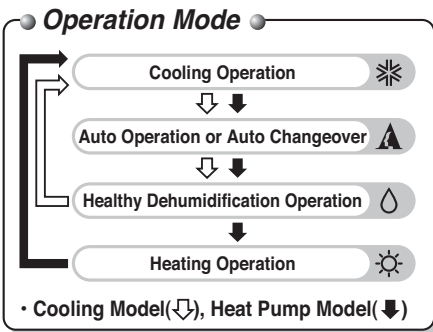 Operation Mode
Cooling Operation
Auto Operation or Auto Changeover
Healthy Dehumidification Operation
Heating Operation
• Cooling Model(⇩), Heat Pump Model(⬇)